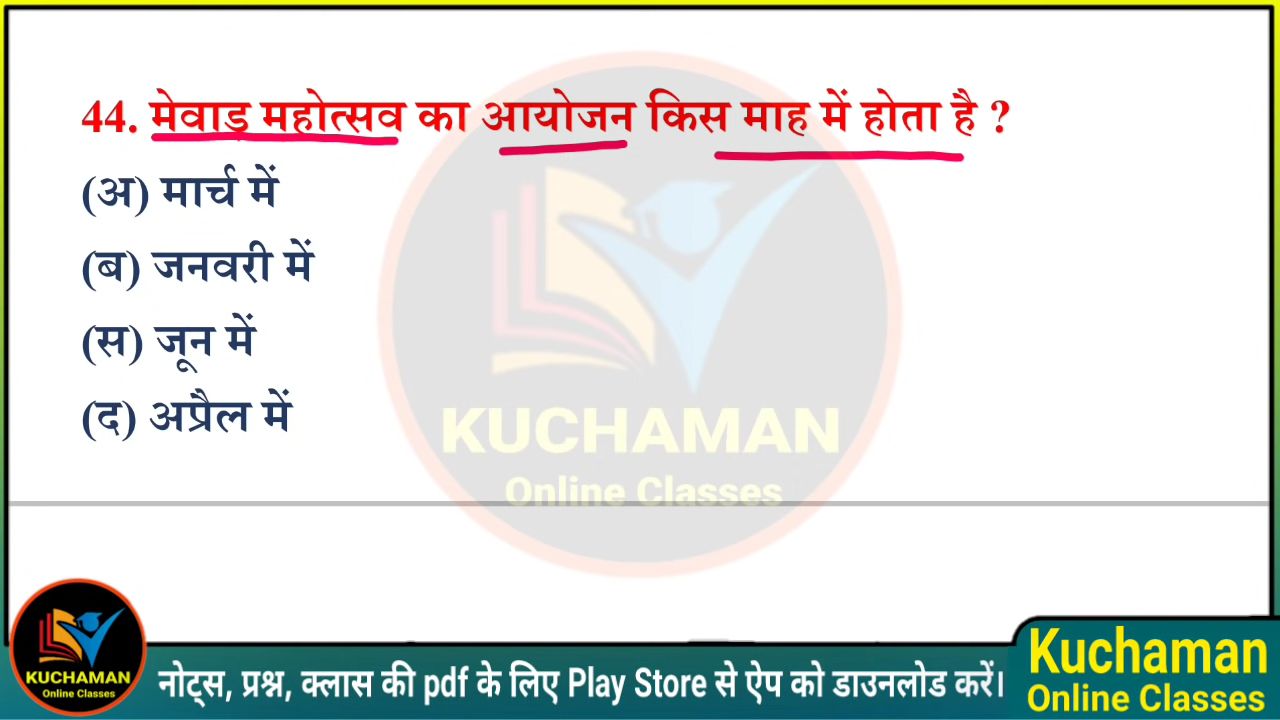 44. मेवाड़ महोत्सव का आयोजन किस माह में होता है ?
(अ) मार्च में
(ब) जनवरी में
(स) जून में
(द) अप्रैल में
KUCHAMAN
Online Classes
KUCHAMAN
Online Classes
नोट्स, प्रश्न, क्लास की pdf के लिए Play Store से ऐप को डाउनलोड करें।
Kuchaman
Online Classes